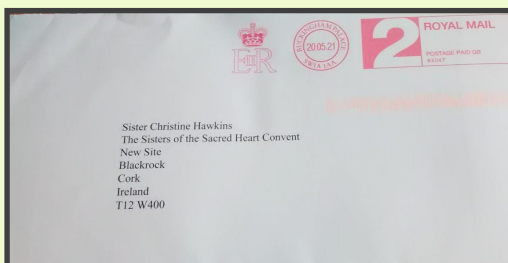 BUCKINGHAM PALACE
20.05.21
SW1A 1AA
EIIR
2
ROYAL MAIL
POSTAGE PAID GB
Sister Christine Hawkins
The Sisters of the Sacred Heart Convent
New Site
Blackrock
Cork
Ireland
T12 W400